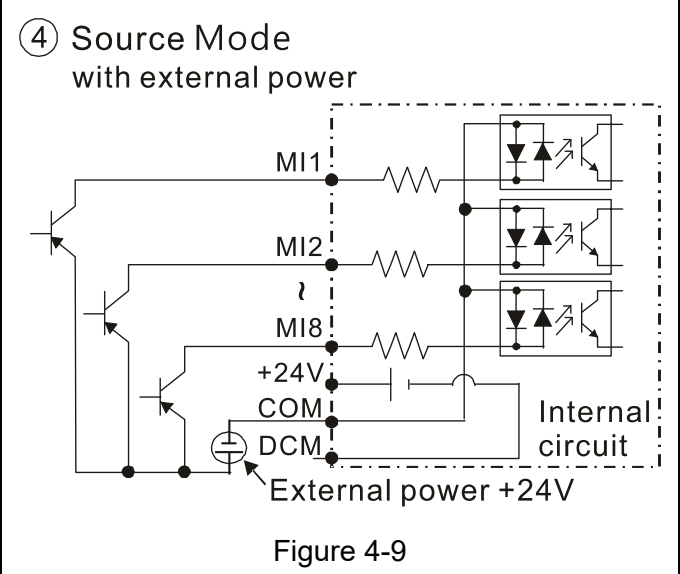 ④ Source Mode
with external power
MI1
MI2
~
MI8
+24V
COM
DCM
Internal
circuit
External power +24V
Figure 4-9